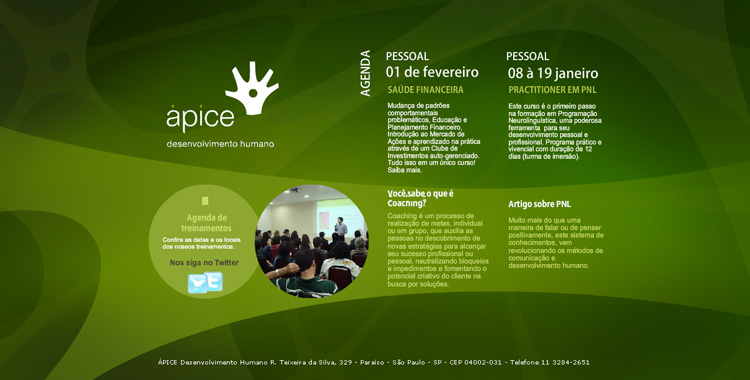 ápice
desenvolvimento humano
AGENDA
PESSOAL
01 de fevereiro
SAÚDE FINANCEIRA
Mudança de padrões
comportamentais
problemáticos, Educação e
Planejamento Financeiro,
Introdução ao Mercado de
Ações e aprendizado na prática
através de um Clube de
Investimentos auto-gerenciado.
Tudo isso em um único curso!
Saiba mais.
PESSOAL
08 à 19 janeiro
PRACTITIONER EM PNL
Este curso é o primeiro passo
na formação em Programação
Neurolinguística, uma poderosa
ferramenta para seu
desenvolvimento pessoal e
profissional. Programa prático e
vivencial com duração de 12
dias (turma de imersão).
Agenda de
treinamentos
Confira as datas e os locais
dos nossos treinamentos.
Nos siga no Twitter
Você sabe o que é
Coaching?
Coaching é um processo de
realização de metas, individual
ou em grupo, que auxilia as
pessoas no descobrimento de
novas estratégias para alcançar
seu sucesso profissional ou
pessoal, neutralizando bloqueios
e impedimentos e fomentando o
potencial criativo do cliente na
busca por soluções.
Artigo sobre PNL
Muito mais do que uma
maneira de falar ou de pensar
positivamente, este sistema de
conhecimentos, vem
revolucionando os métodos de
comunicação e
desenvolvimento humano.
ÁPICE Desenvolvimento Humano R. Teixeira da Silva, 329 - Paraíso - São Paulo - SP - CEP 04002-031 - Telefone 11 3284-2651